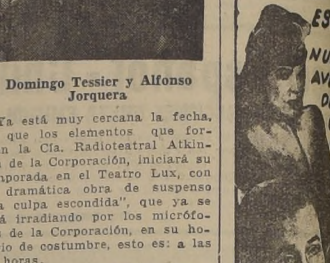 Domingo Tessier y Alfonso
Jorquera
Ya está muy cercana la fecha,
que los elementos que for-
n la Cía. Radioteatral Atkin-
de la Corporación, iniciará su
mporada en el Teatro Lux, con
dramática obra de suspenso
a culpa escondida", que ya se
á irradiando por los micrófo-
de la Corporación, en su ho-
io de costumbre, esto es: a las
horas.
ES
NU
AV